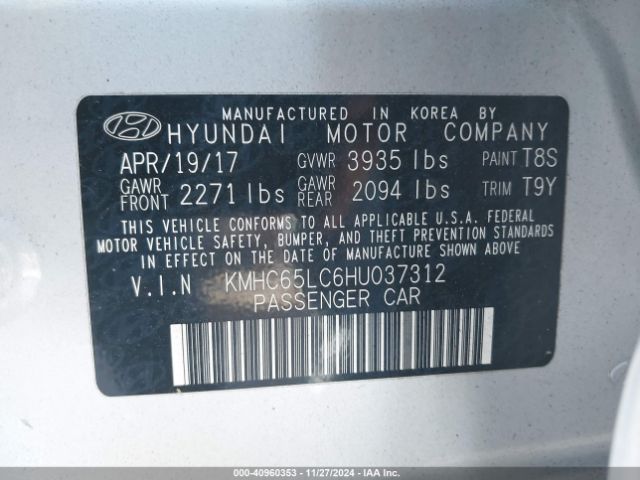 MANUFACTURED IN KOREA BY
HYUNDAI MOTOR COMPANY
APR/19/17 GVWR 3935 lbs PAINT T8S
GAWR FRONT 2271 lbs GAWR REAR 2094 lbs TRIM T9Y
THIS VEHICLE CONFORMS TO ALL APPLICABLE U.S.A. FEDERAL
MOTOR VEHICLE SAFETY, BUMPER, AND THEFT PREVENTION STANDARDS
IN EFFECT ON THE DATE OF MANUFACTURE SHOWN ABOVE
V.I.N KMHC65LC6HU037312
PASSENGER CAR
000-40960353 | 11/27/2024 | IAAI.COM